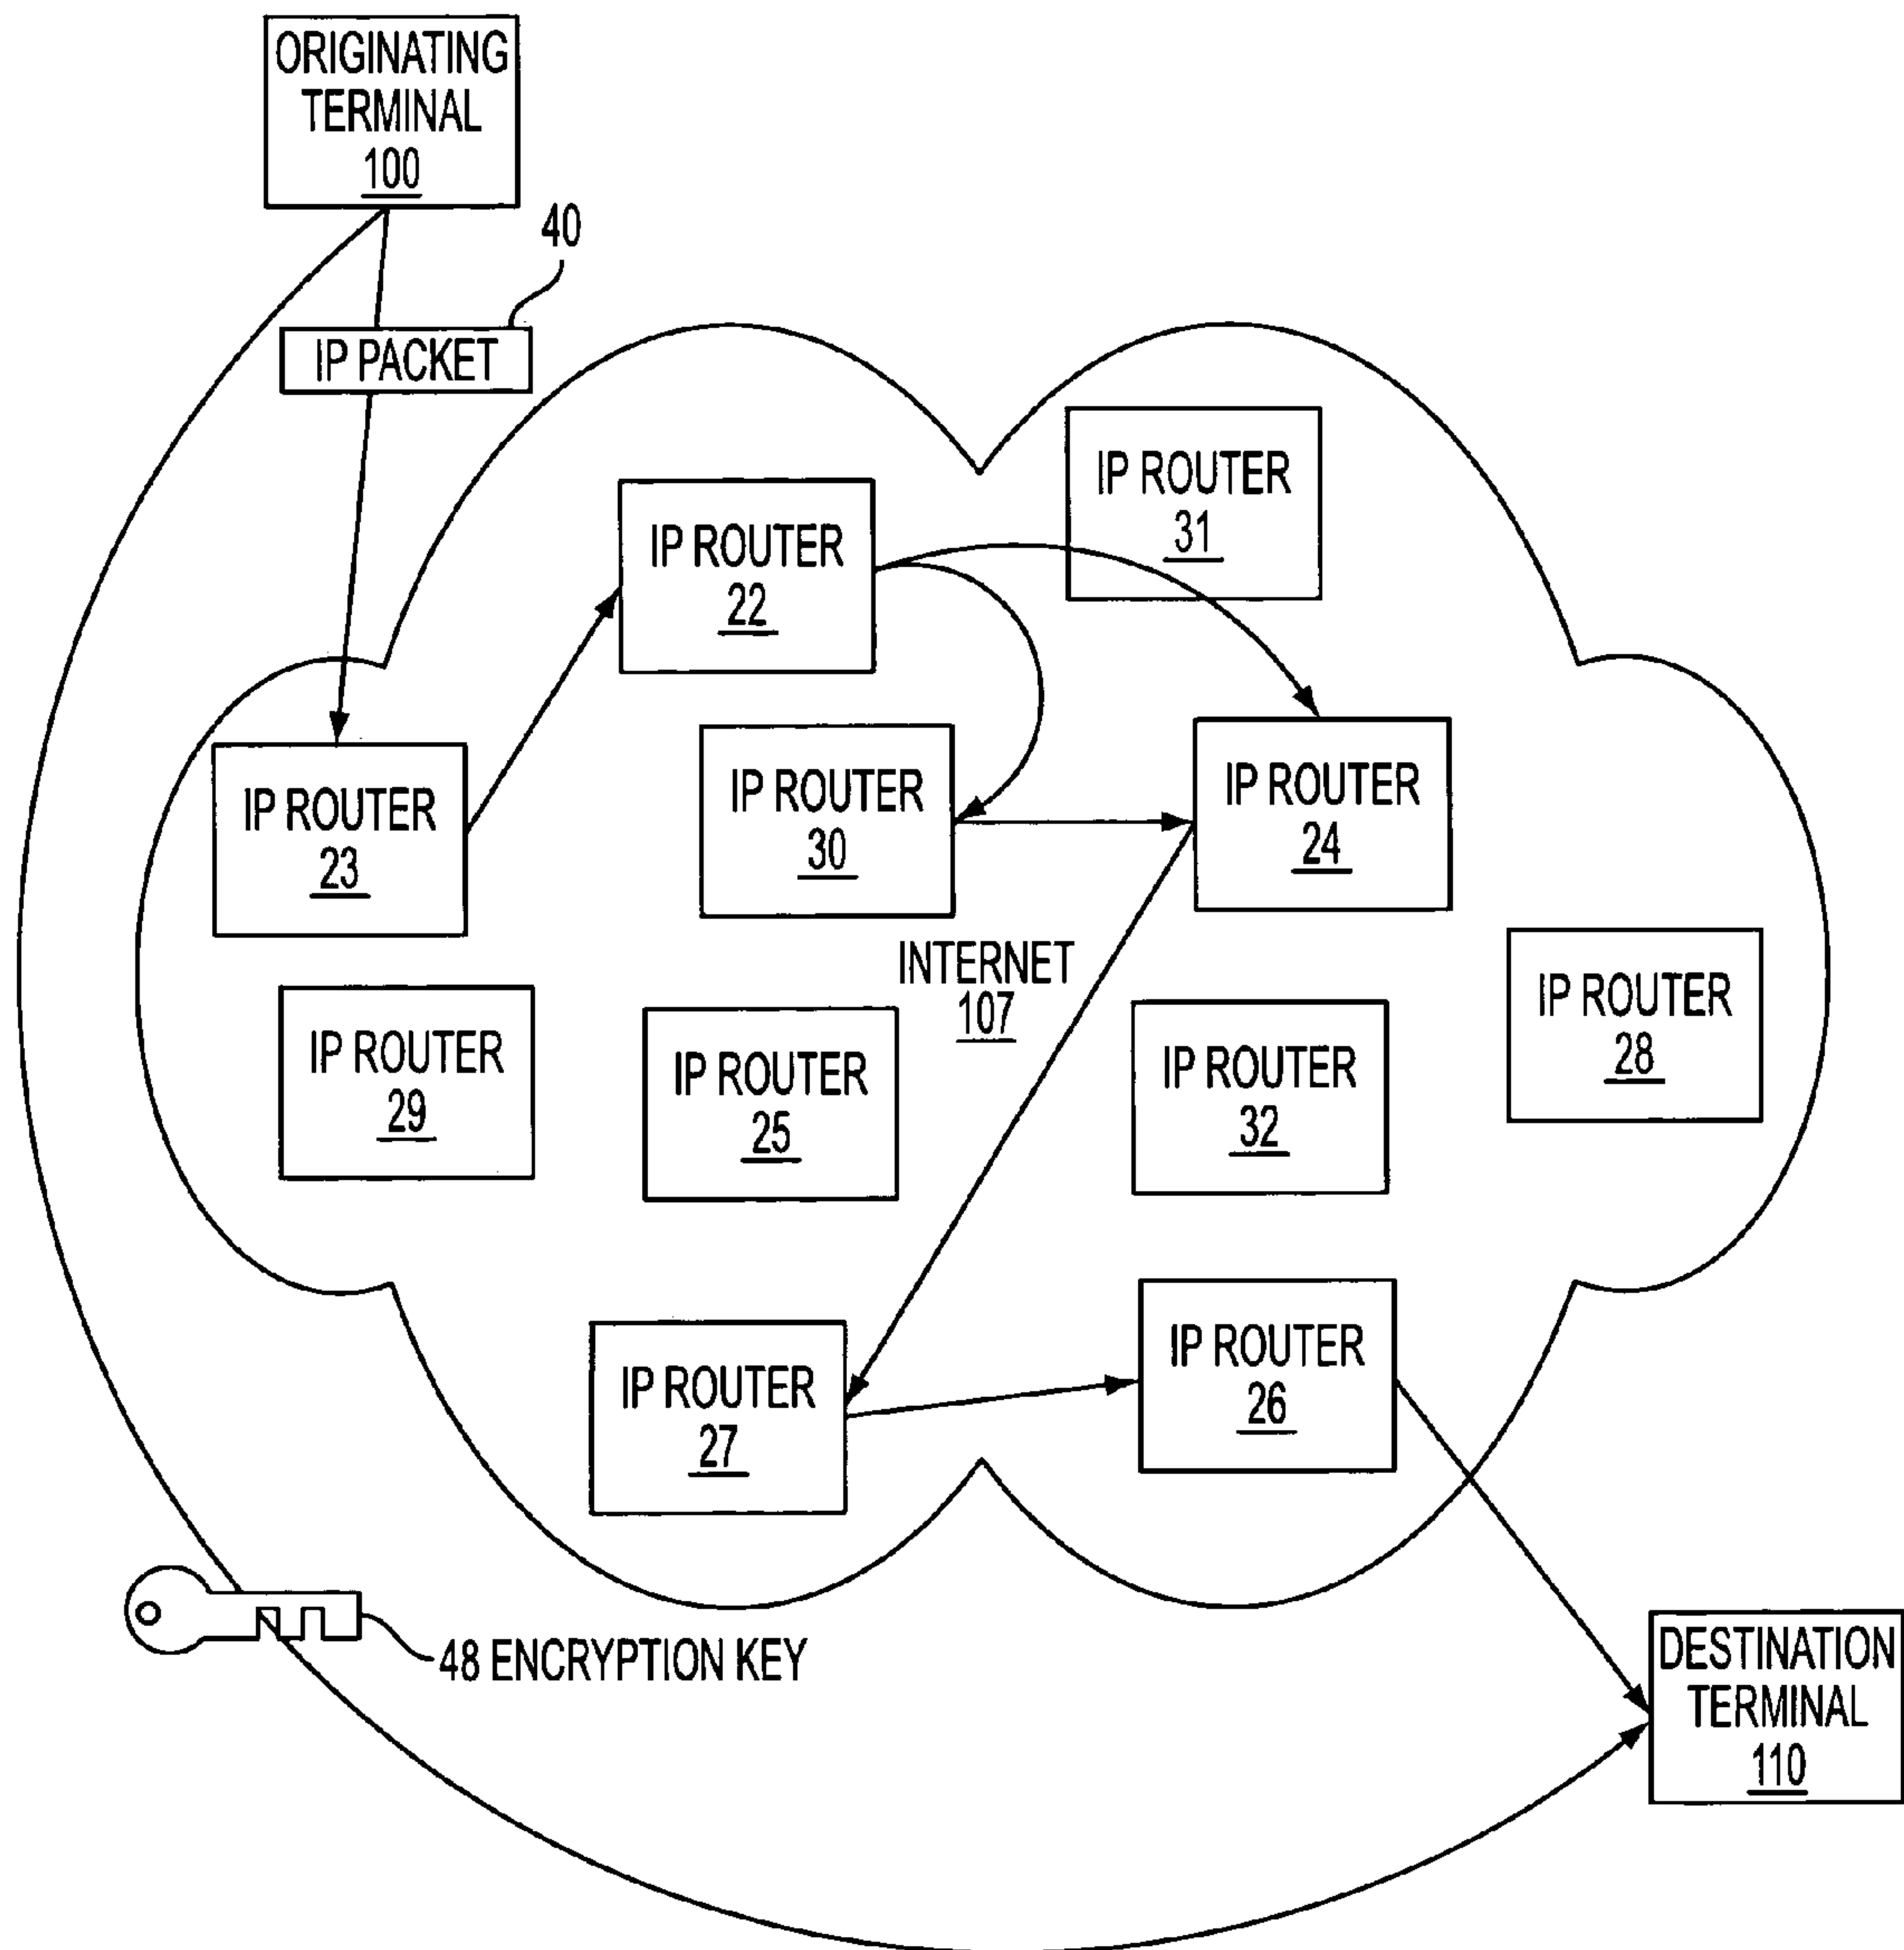 ORIGINATING
TERMINAL
100
40
IP PACKET
IP ROUTER
31
IP ROUTER
22
IP ROUTER
23
IP ROUTER
30
IP ROUTER
24
INTERNET
107
IP ROUTER
28
IP ROUTER
29
IP ROUTER
25
IP ROUTER
32
IP ROUTER
27
IP ROUTER
26
48 ENCRYPTION KEY
DESTINATION
TERMINAL
110